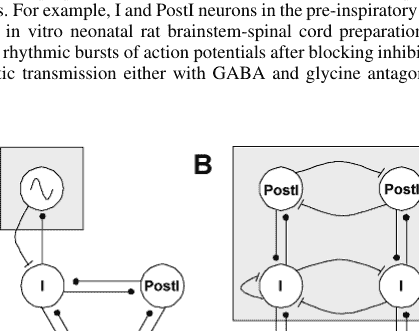 s. For example, I and PostI neurons in the pre-inspiratory
in vitro neonatal rat brainstem-spinal cord preparation
rhythmic bursts of action potentials after blocking inhibi
tic transmission either with GABA and glycine antagor
B
PostI
PostI
I
PostI
I
I